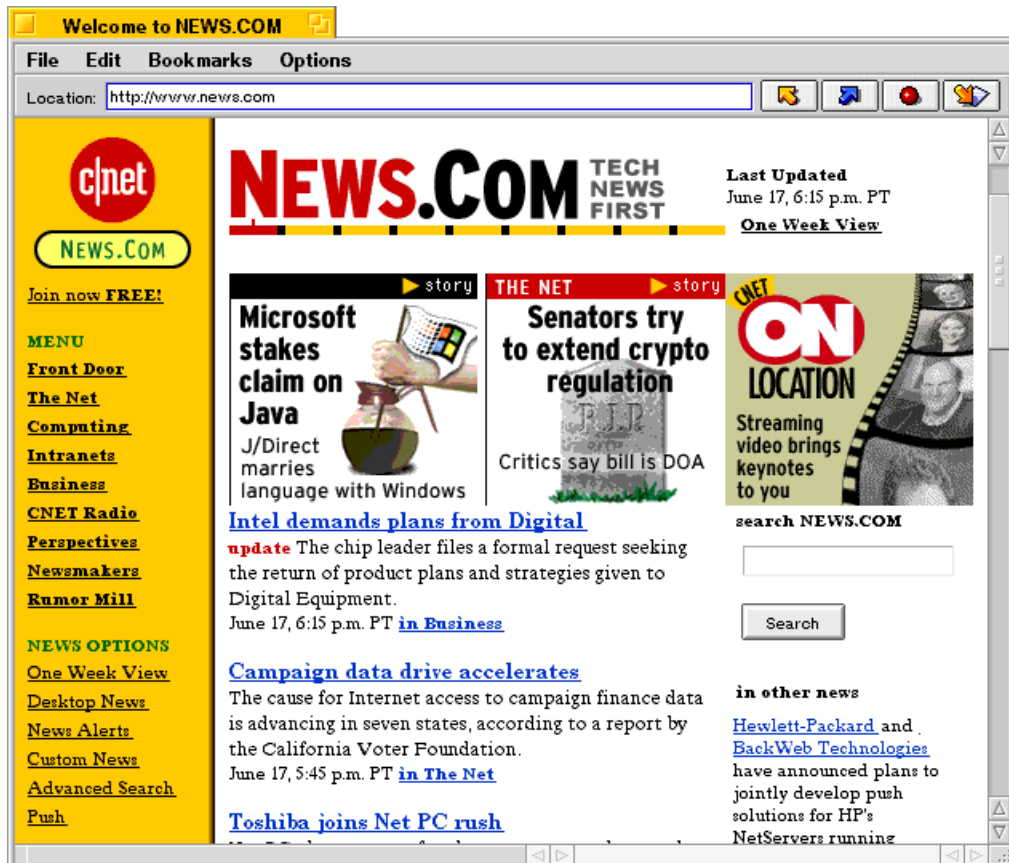 Welcome to NEWS.COM
File Edit Bookmarks Options
Location: http://www.news.com
c|net
NEWS.COM
Join now FREE!
MENU
Front Door
The Net
Computing
Intranets
Business
CNET Radio
Perspectives
Newsmakers
Rumor Mill
NEWS OPTIONS
One Week View
Desktop News
News Alerts
Custom News
Advanced Search
Push
NEWS.COM
TECH
NEWS
FIRST
Last Updated
June 17, 6:15 p.m. PT
One Week View
story
Microsoft
stakes
claim on
Java
J/Direct
marries
language with Windows
THE NET story
Senators try
to extend crypto
regulation
R.I.P.
Critics say bill is DOA
CNET
ON
LOCATION
Streaming
video brings
keynotes
to you
Intel demands plans from Digital
update The chip leader files a formal request seeking
the return of product plans and strategies given to
Digital Equipment.
June 17, 6:15 p.m. PT in Business
Campaign data drive accelerates
The cause for Internet access to campaign finance data
is advancing in seven states, according to a report by
the California Voter Foundation.
June 17, 5:45 p.m. PT in The Net
Toshiba joins Net PC rush
search NEWS.COM
Search
in other news
Hewlett-Packard and
BackWeb Technologies
have announced plans to
jointly develop push
solutions for HP's
NetServers running